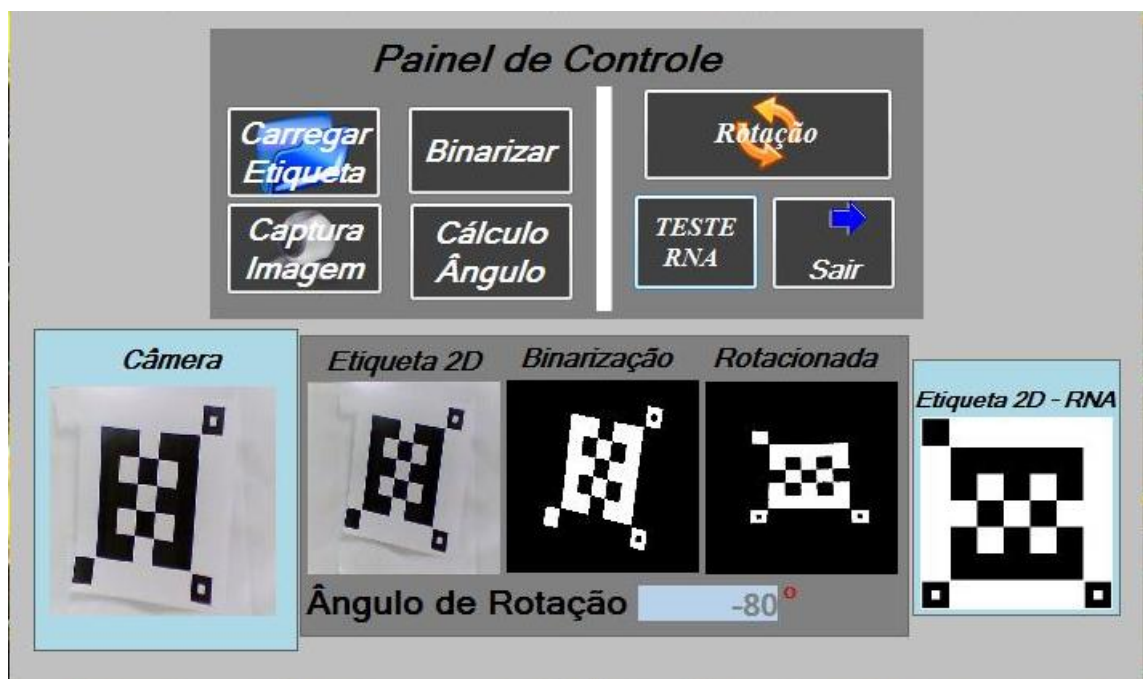 Painel de Controle
Carregar
Etiqueta
Binarizar
Rotação
Captura
Imagem
Cálculo
Ângulo
TESTE
RNA
Sair
Câmera
Etiqueta 2D
Binarização
Rotacionada
Etiqueta 2D - RNA
Ângulo de Rotação -80 º